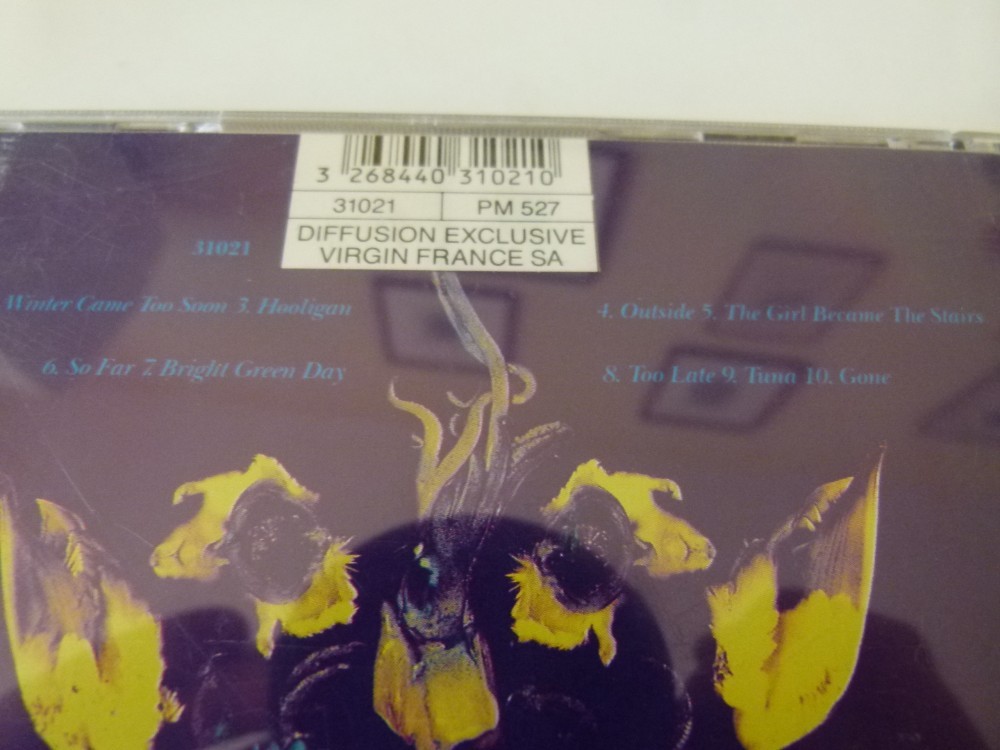 3 268440 310210
31021 PM 527
DIFFUSION EXCLUSIVE
VIRGIN FRANCE SA
31021
Winter Came Too Soon 3. Hooligan 4. Outside 5. The Girl Became The Stairs
6. So Far 7. Bright Green Day 8. Too Late 9. Tuna 10. Gone